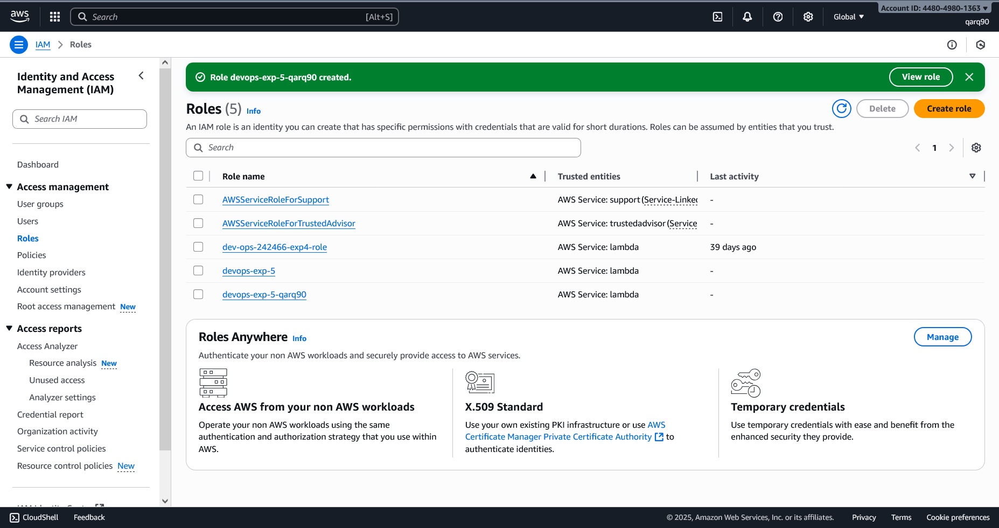 aws
Search [Alt+S]
Global
Account ID: 4480-4980-1363
qarq90
IAM
Roles
Identity and Access
Management (IAM)
Search IAM
Dashboard
Access management
User groups
Users
Roles
Policies
Identity providers
Account settings
Root access management New
Access reports
Access Analyzer
Resource analysis New
Unused access
Analyzer settings
Credential report
Organization activity
Service control policies
Resource control policies New
Role devops-exp-5-qarq90 created.
View role
Roles (5) Info
Delete
Create role
An IAM role is an identity you can create that has specific permissions with credentials that are valid for short durations. Roles can be assumed by entities that you trust.
Search
1
Role name Trusted entities Last activity
AWSServiceRoleForSupport AWS Service: support (Service-Linked -
AWSServiceRoleForTrustedAdvisor AWS Service: trustedadvisor (Service -
dev-ops-242466-exp4-role AWS Service: lambda 39 days ago
devops-exp-5 AWS Service: lambda -
devops-exp-5-qarq90 AWS Service: lambda -
Roles Anywhere Info
Manage
Authenticate your non AWS workloads and securely provide access to AWS services.
Access AWS from your non AWS workloads
Operate your non AWS workloads using the same
authentication and authorization strategy that you use within
AWS.
X.509 Standard
Use your own existing PKI infrastructure or use AWS
Certificate Manager Private Certificate Authority to
authenticate identities.
Temporary credentials
Use temporary credentials with ease and benefit from the
enhanced security they provide.
CloudShell Feedback
© 2025, Amazon Web Services, Inc. or its affiliates. Privacy Terms Cookie preferences